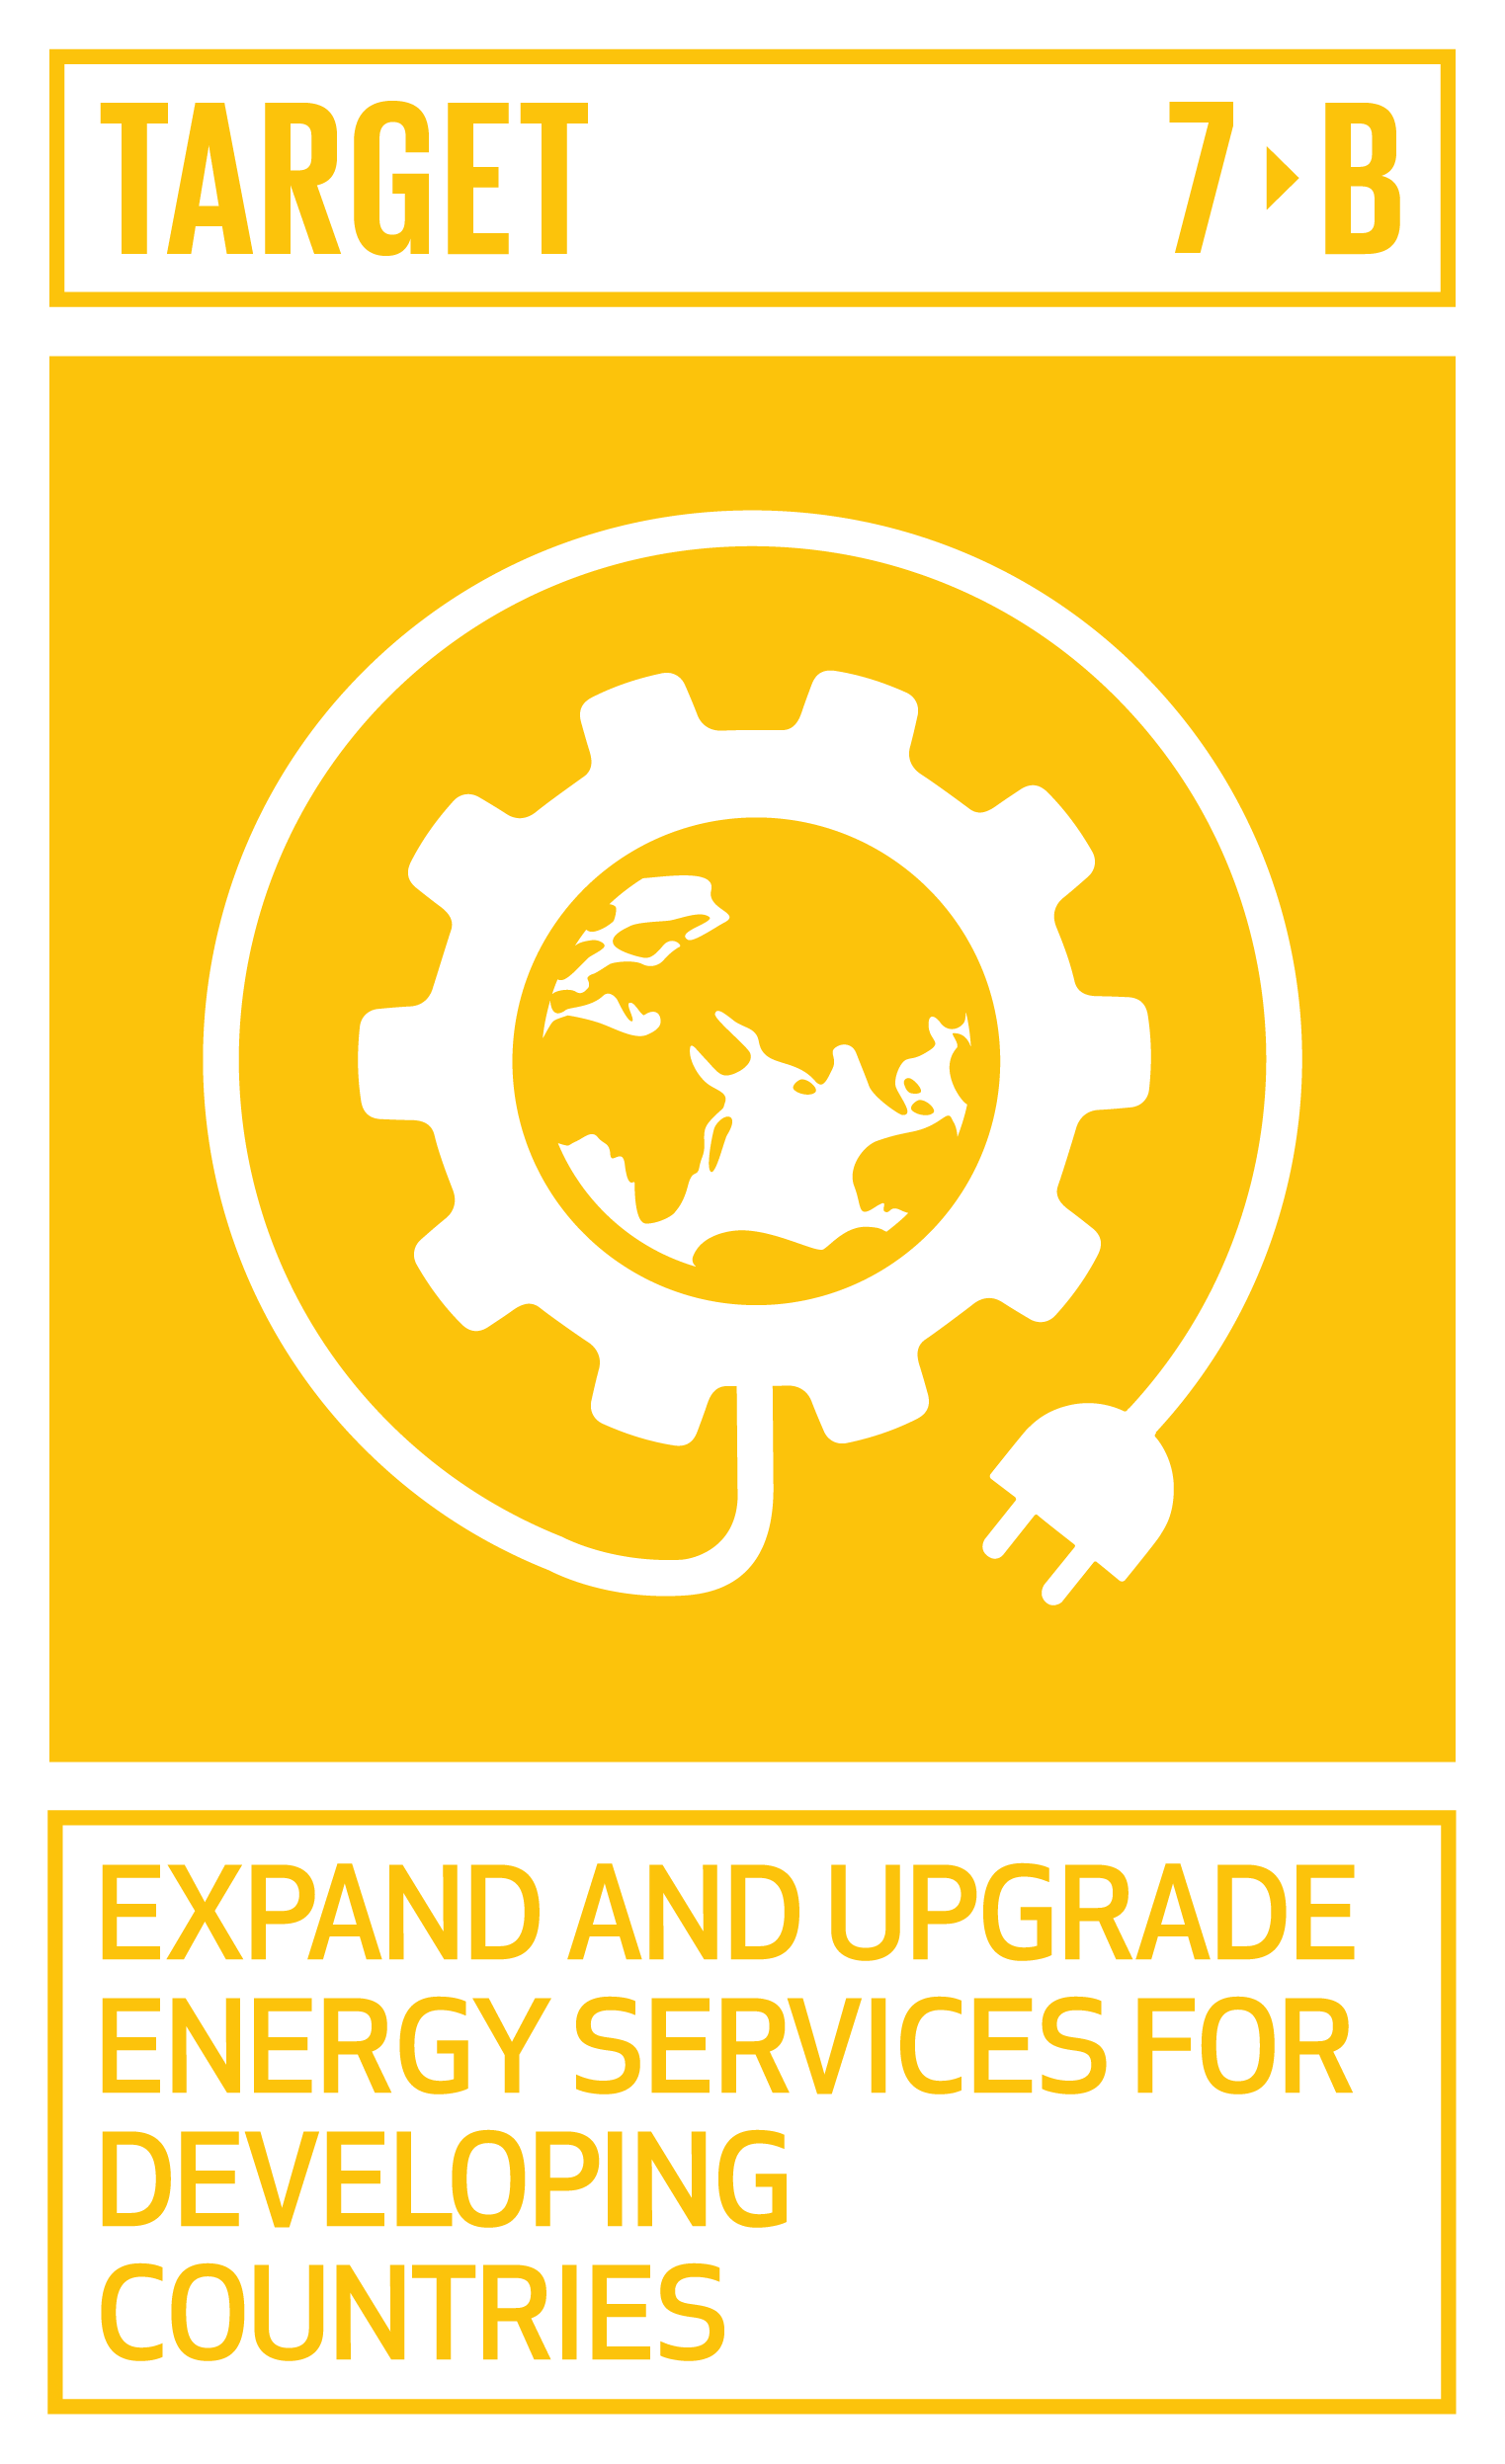 TARGET 7▸B
EXPAND AND UPGRADE
ENERGY SERVICES FOR
DEVELOPING
COUNTRIES